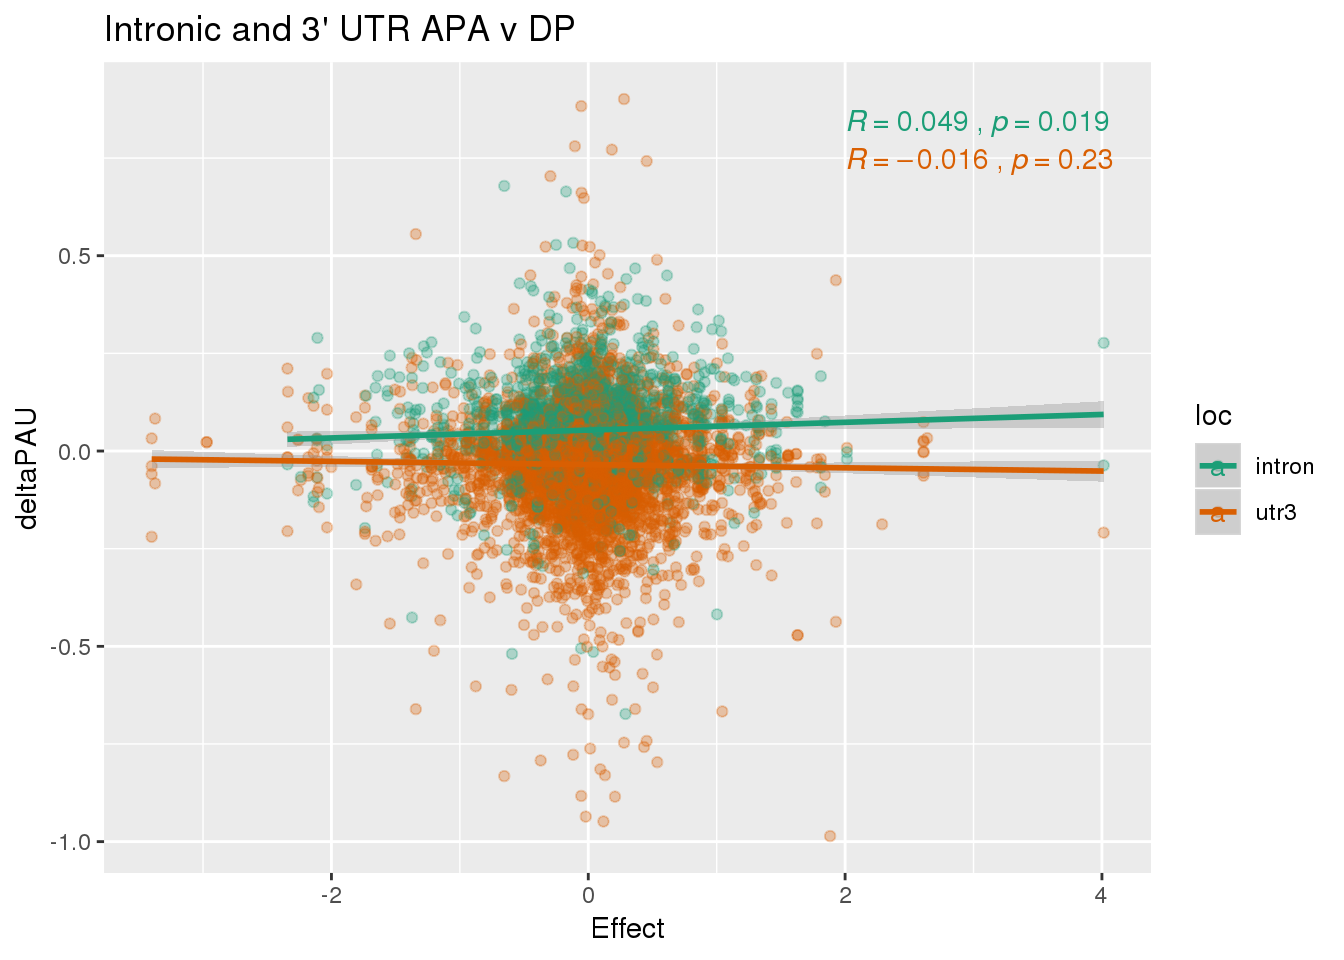 Intronic and 3' UTR APA v DP
R = 0.049 , p = 0.019
R = −0.016 , p = 0.23
deltaPAU
0.5
0.0
-0.5
-1.0
-2
0
2
4
Effect
loc
a intron
a utr3